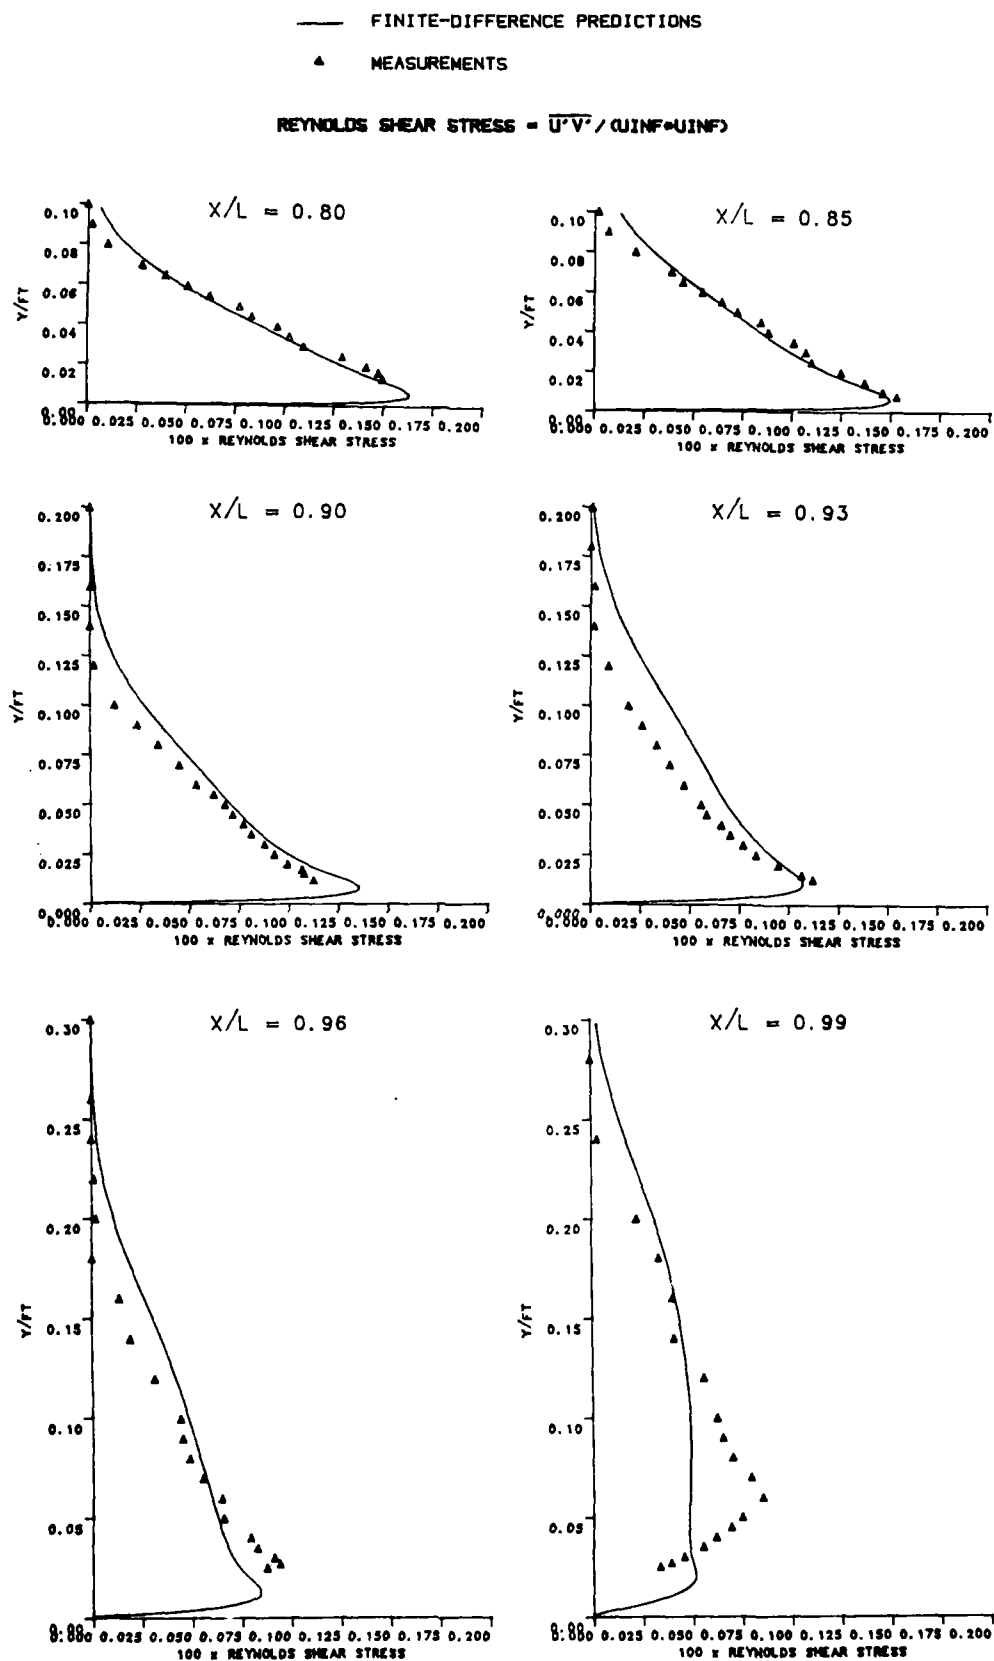 FINITE-DIFFERENCE PREDICTIONS
MEASUREMENTS
REYNOLDS SHEAR STRESS = U'V'/(UINF*UINF)
X/L = 0.80
0.10
0.08
0.06
0.04
0.02
0.00
Y/FT
0.000 0.025 0.050 0.075 0.100 0.125 0.150 0.175 0.200
100 x REYNOLDS SHEAR STRESS
X/L = 0.85
0.10
0.08
0.06
0.04
0.02
0.00
Y/FT
0.000 0.025 0.050 0.075 0.100 0.125 0.150 0.175 0.200
100 x REYNOLDS SHEAR STRESS
X/L = 0.90
0.200
0.175
0.150
0.125
0.100
0.075
0.050
0.025
0.000
Y/FT
0.000 0.025 0.050 0.075 0.100 0.125 0.150 0.175 0.200
100 x REYNOLDS SHEAR STRESS
X/L = 0.93
0.200
0.175
0.150
0.125
0.100
0.075
0.050
0.025
0.000
Y/FT
0.000 0.025 0.050 0.075 0.100 0.125 0.150 0.175 0.200
100 x REYNOLDS SHEAR STRESS
X/L = 0.96
0.30
0.25
0.20
0.15
0.10
0.05
0.00
Y/FT
0.000 0.025 0.050 0.075 0.100 0.125 0.150 0.175 0.200
100 x REYNOLDS SHEAR STRESS
X/L = 0.99
0.30
0.25
0.20
0.15
0.10
0.05
0.00
Y/FT
0.000 0.025 0.050 0.075 0.100 0.125 0.150 0.175 0.200
100 x REYNOLDS SHEAR STRESS